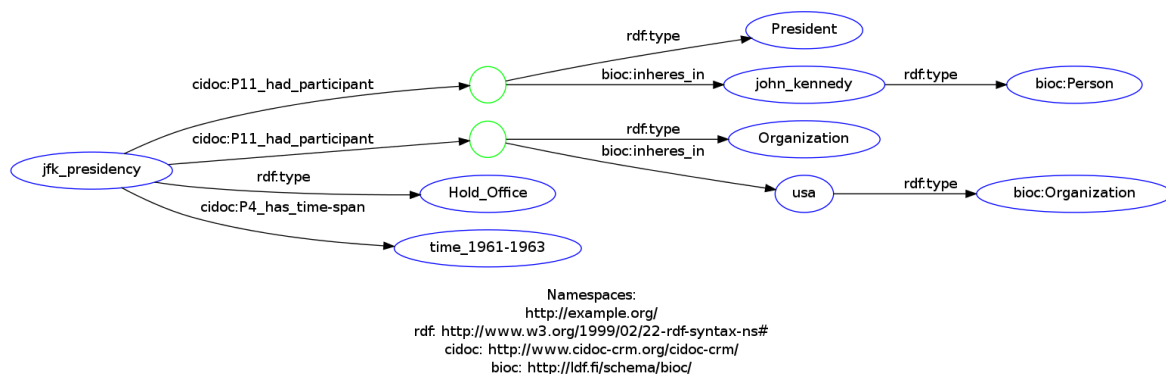 President
rdf:type
cidoc:P11_had_participant
bioc:inheres_in
john_kennedy
rdf:type
bioc:Person
cidoc:P11_had_participant
rdf:type
Organization
bioc:inheres_in
jfk_presidency
rdf:type
Hold_Office
usa
rdf:type
bioc:Organization
cidoc:P4_has_time-span
time_1961-1963
Namespaces:
http://example.org/
rdf: http://www.w3.org/1999/02/22-rdf-syntax-ns#
cidoc: http://www.cidoc-crm.org/cidoc-crm/
bioc: http://ldf.fi/schema/bioc/